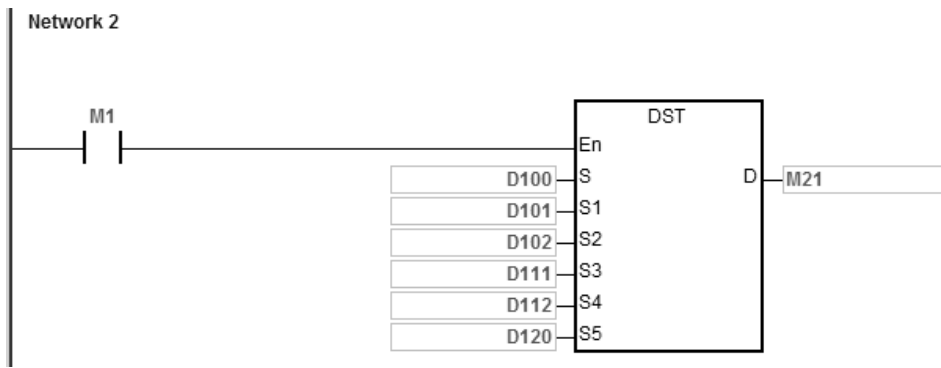 Network 2
M1
DST
En
D100 S D M21
D101 S1
D102 S2
D111 S3
D112 S4
D120 S5